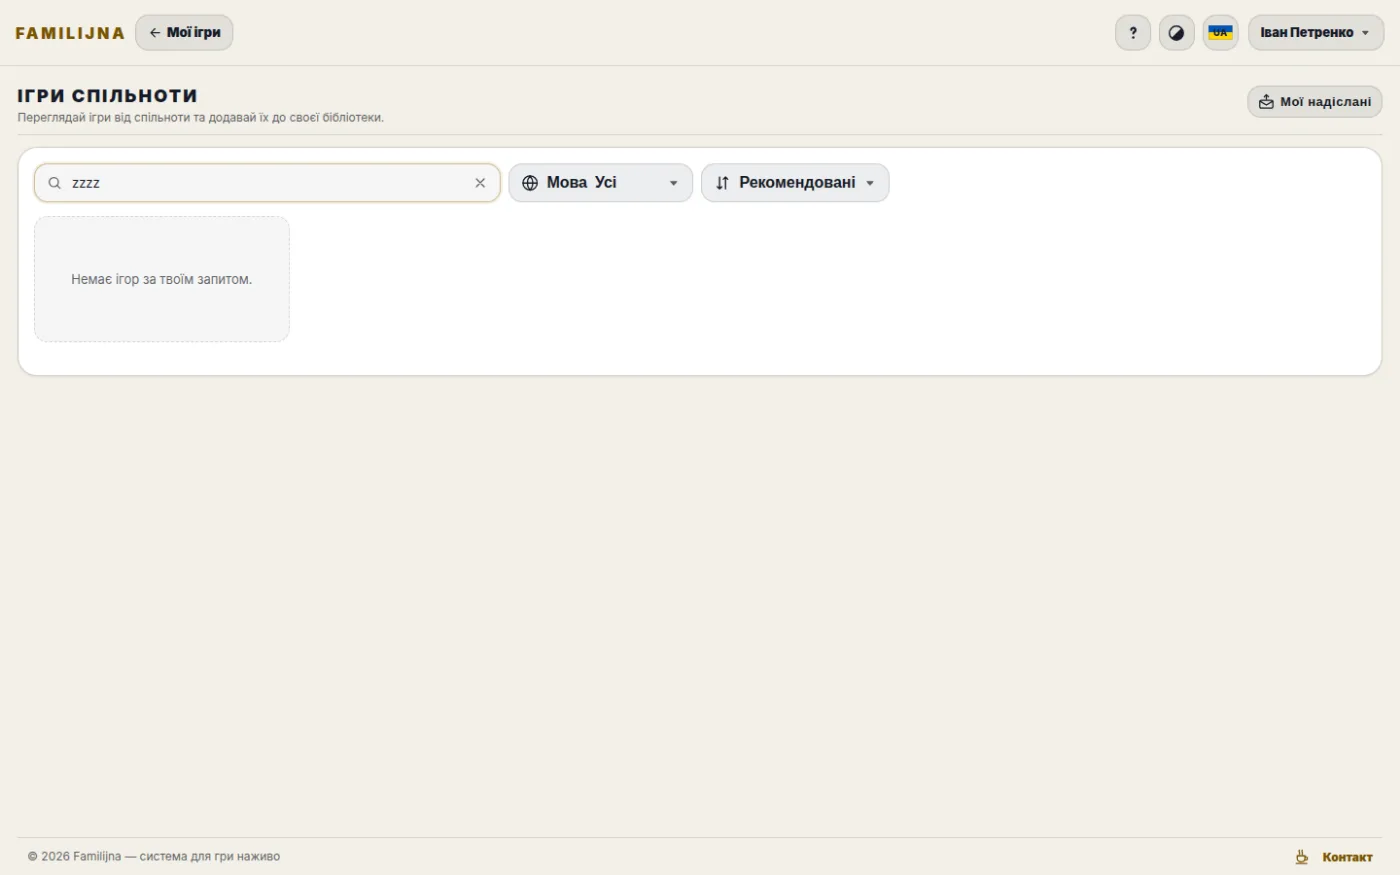 FAMILIJNA
← Мої ігри
?
UA
Іван Петренко
ІГРИ СПІЛЬНОТИ
Переглядай ігри від спільноти та додавай їх до своєї бібліотеки.
Мої надіслані
zzzz
Мова Усі
Рекомендовані
Немає ігор за твоїм запитом.
© 2026 Familijna — система для гри наживо
Контакт